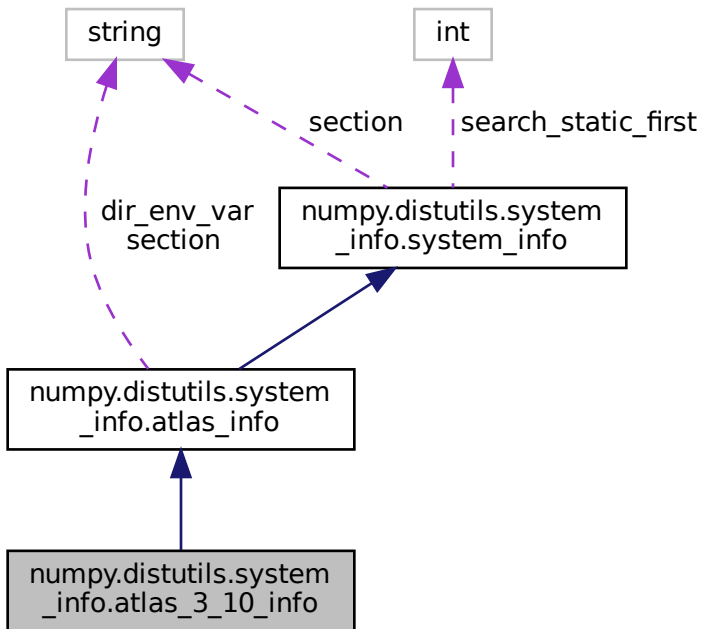 string
int
section
search_static_first
dir_env_var
section
numpy.distutils.system
_info.system_info
numpy.distutils.system
_info.atlas_info
numpy.distutils.system
_info.atlas_3_10_info